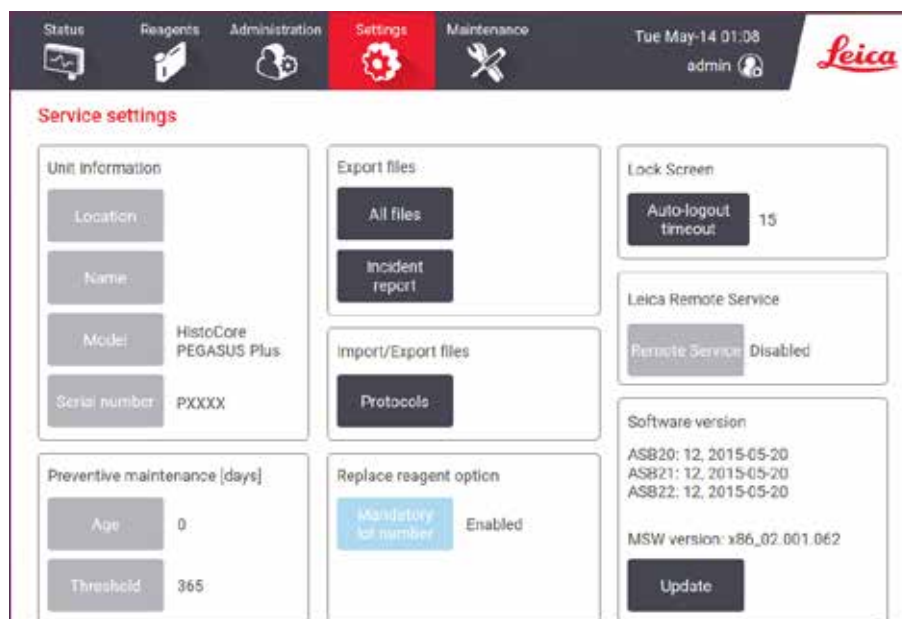 Status
Reagents
Administration
Settings
Maintenance
Tue May-14 01:08
admin
Leica
Service settings
Unit Information
Location
Name
Model
HistoCore
PEGASUS Plus
Serial number
PXXXX
Preventive maintenance [days]
Age
0
Threshold
365
Export files
All files
Incident
report
Import/Export files
Protocols
Replace reagent option
Mandatory
lot number
Enabled
Lock Screen
Auto-logout
timeout
15
Leica Remote Service
Remote Service
Disabled
Software version
ASB20: 12, 2015-05-20
ASB21: 12, 2015-05-20
ASB22: 12, 2015-05-20
MSW version: x86_02.001.062
Update